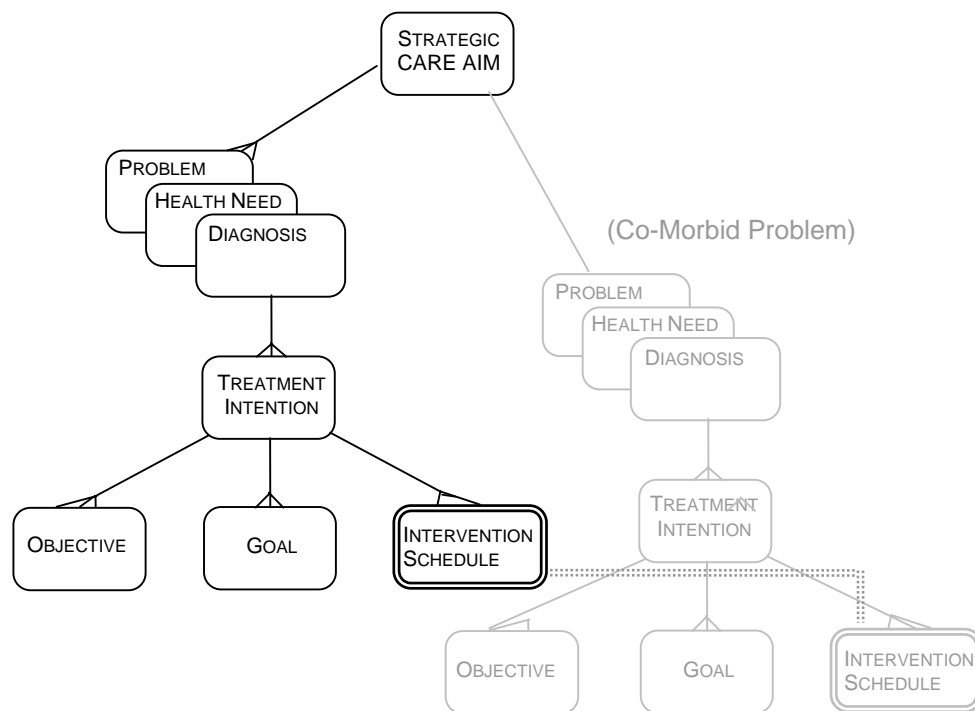 STRATEGIC
CARE AIM
PROBLEM
HEALTH NEED
DIAGNOSIS
TREATMENT
INTENTION
OBJECTIVE
GOAL
INTERVENTION
SCHEDULE
(Co-Morbid Problem)
PROBLEM
HEALTH NEED
DIAGNOSIS
TREATMENT
INTENTION
OBJECTIVE
GOAL
INTERVENTION
SCHEDULE